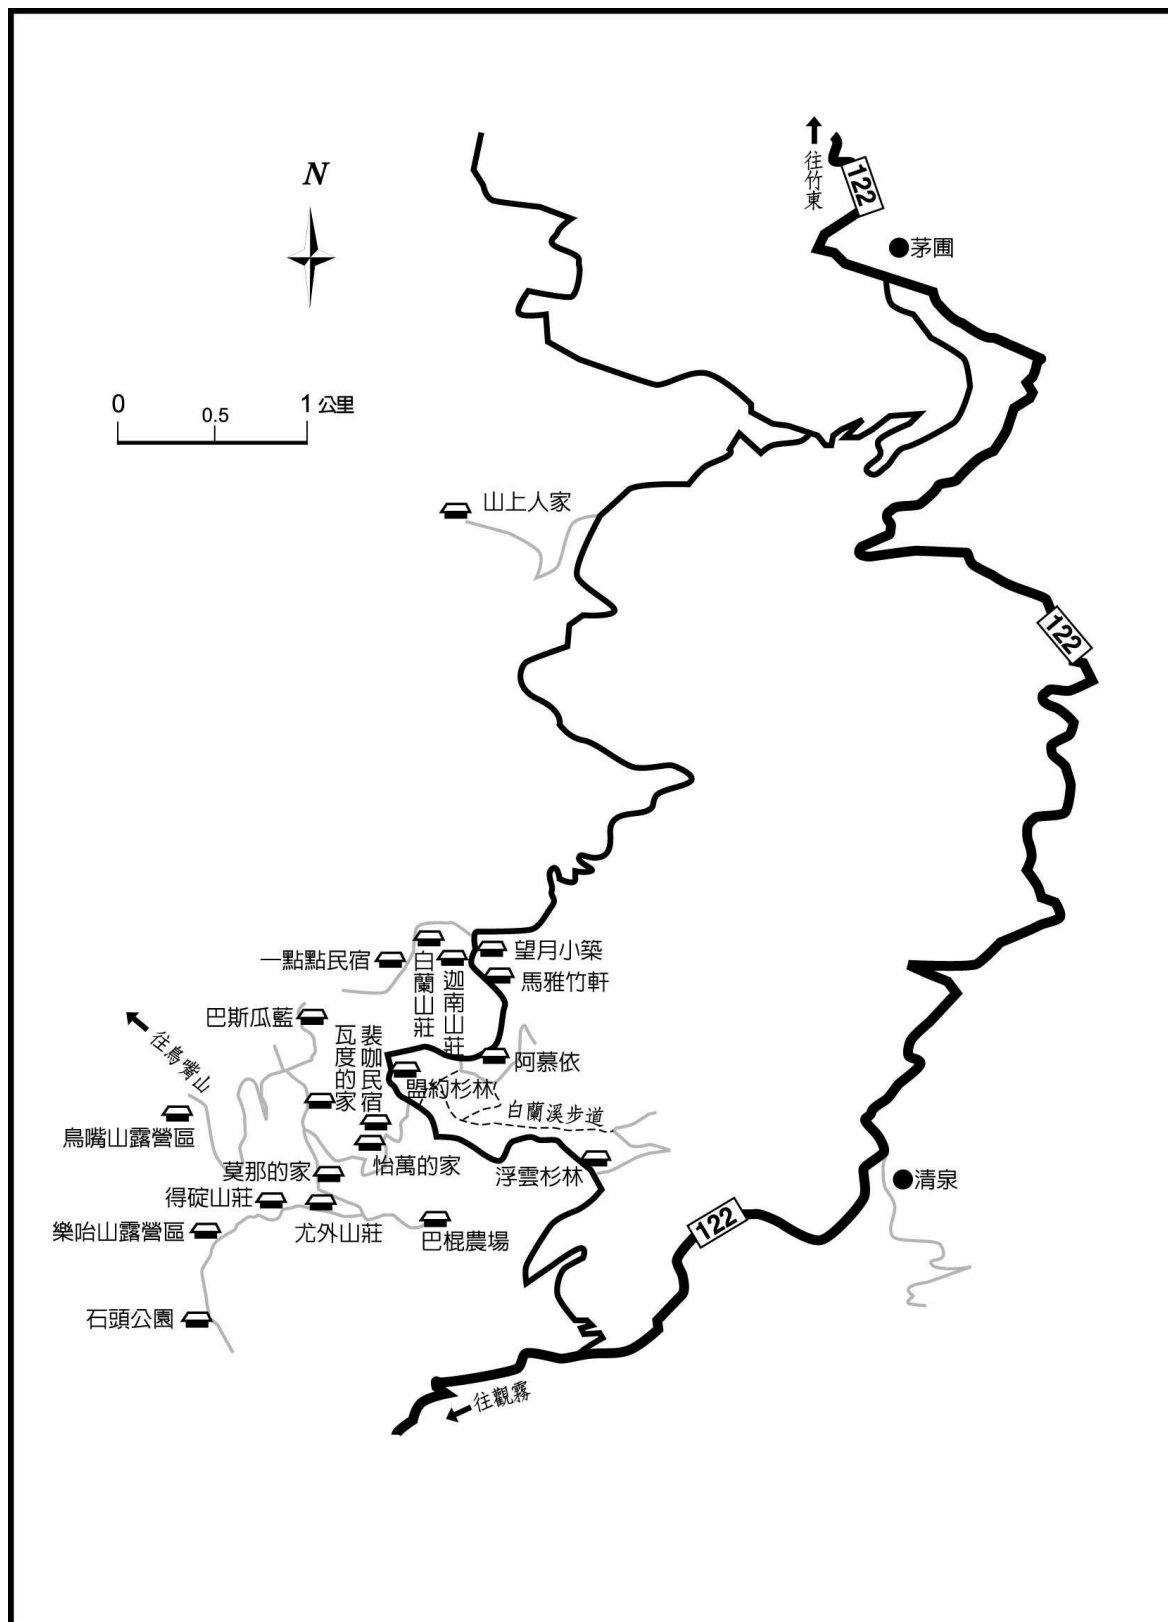 往竹東
122
N
茅圃
0
0.5
1 公里
山上人家
122
望月小築
一點點民宿
白蘭山莊
迦南山莊
馬雅竹軒
巴斯瓜藍
往鳥嘴山
瓦度的家
裴咖民宿
阿慕依
盟約杉林
白蘭溪步道
鳥嘴山露營區
莫那的家
怡萬的家
浮雲杉林
清泉
得碇山莊
樂哈山露營區
尤外山莊
巴棍農場
122
石頭公園
往觀霧